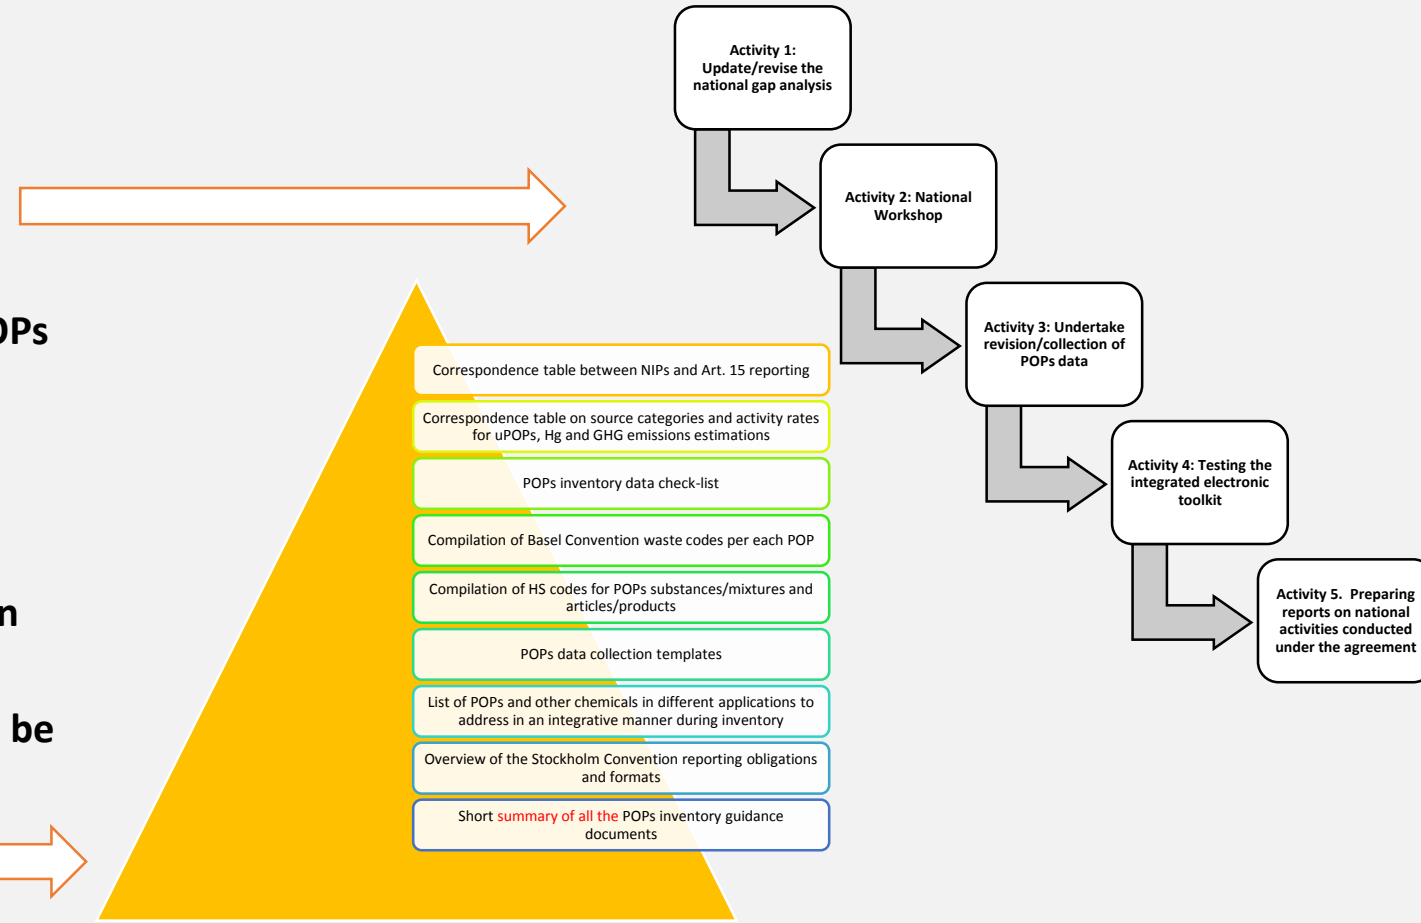 Activity 1:
Update/revise the
national gap analysis
Activity 2: National
Workshop
Activity 3: Undertake
revision/collection of
POPs data
Activity 4: Testing the
integrated electronic
toolkit
Activity 5.  Preparing
reports on national
activities conducted
under the agreement
OPs
n
be
Correspondence table between NIPs and Art. 15 reporting
Correspondence table on source categories and activity rates
for uPOPs, Hg and GHG emissions estimations
POPs inventory data check-list
Compilation of Basel Convention waste codes per each POP
Compilation of HS codes for POPs substances/mixtures and
articles/products
POPs data collection templates
List of POPs and other chemicals in different applications to
address in an integrative manner during inventory
Overview of the Stockholm Convention reporting obligations
and formats
Short summary of all the POPs inventory guidance
documents